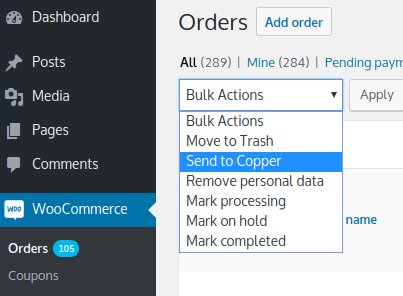 Dashboard
Posts
Media
Pages
Comments
Woo WooCommerce
Orders 105
Coupons
Orders Add order
All (289) | Mine (284) | Pending paym
Bulk Actions Apply
Bulk Actions
Move to Trash
Send to Copper
Remove personal data
Mark processing
Mark on hold
Mark completed
name